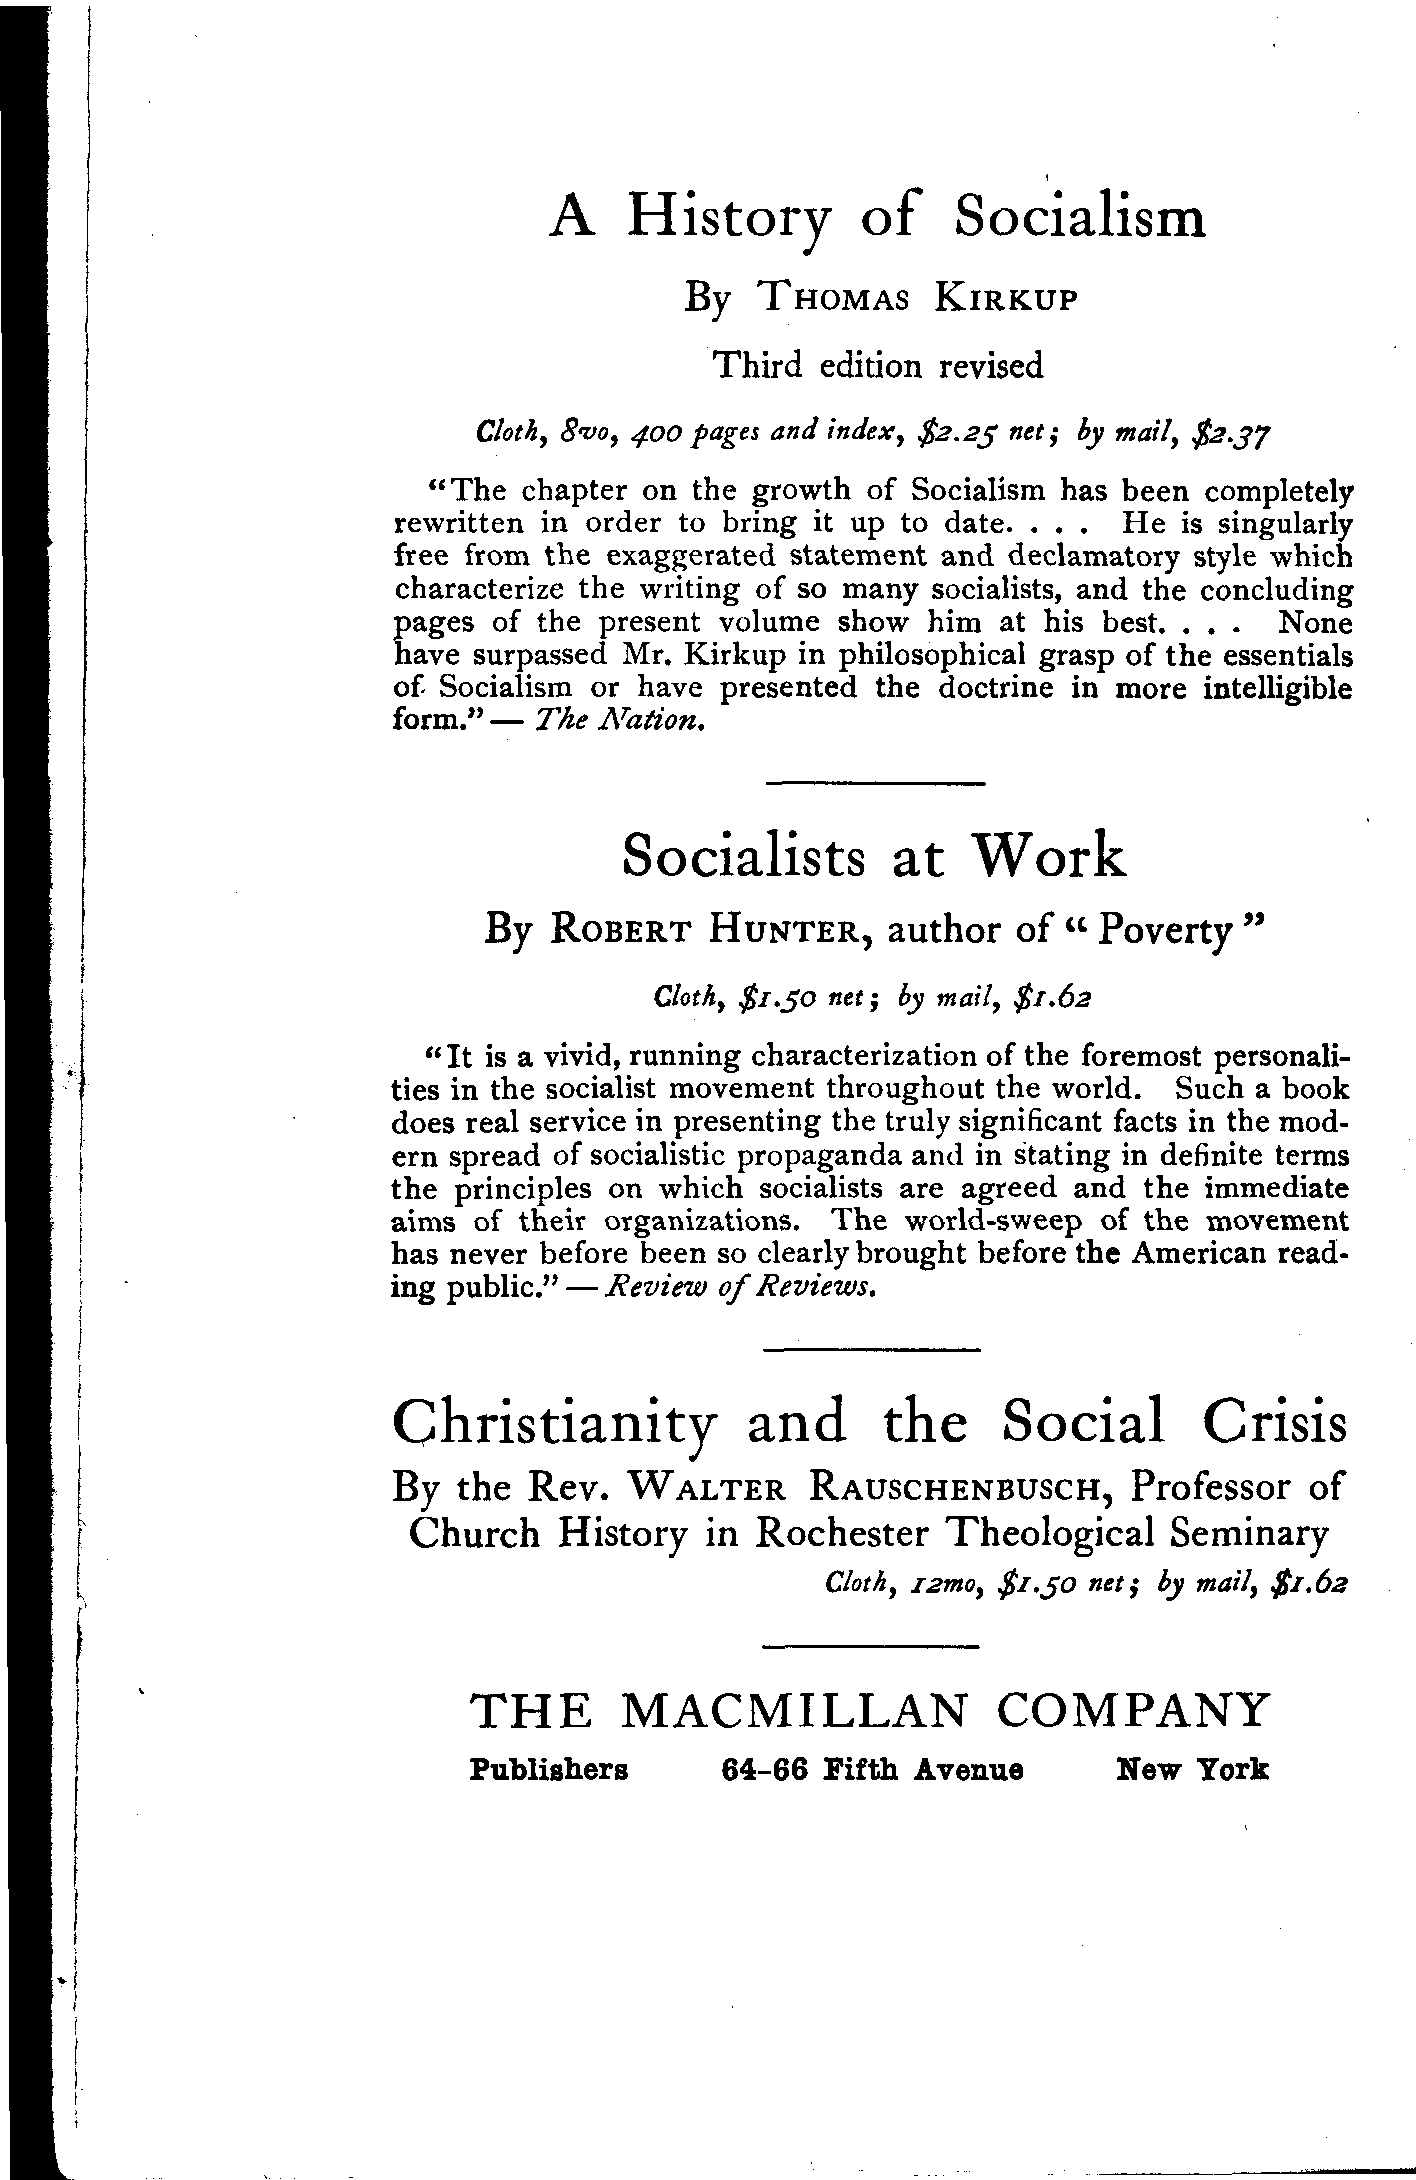 A History of Socialism
By Thomas Kirkup
Third edition revised
Cloth, 8vo, 400 pages and index, $2.25 net; by mail, $2.37
"The chapter on the growth of Socialism has been completely
rewritten in order to bring it up to date. . . . He is singularly
free from the exaggerated statement and declamatory style which
characterize the writing of so many socialists, and the concluding
pages of the present volume show him at his best. . . . None
have surpassed Mr. Kirkup in philosophical grasp of the essentials
of Socialism or have presented the doctrine in more intelligible
form." — The Nation.
Socialists at Work
By Robert Hunter, author of "Poverty"
Cloth, $1.50 net; by mail, $1.62
"It is a vivid, running characterization of the foremost personali-
ties in the socialist movement throughout the world. Such a book
does real service in presenting the truly significant facts in the mod-
ern spread of socialistic propaganda and in stating in definite terms
the principles on which socialists are agreed and the immediate
aims of their organizations. The world-sweep of the movement
has never before been so clearly brought before the American read-
ing public." — Review of Reviews.
Christianity and the Social Crisis
By the Rev. Walter Rauschenbusch, Professor of
Church History in Rochester Theological Seminary
Cloth, 12mo, $1.50 net; by mail, $1.62
THE MACMILLAN COMPANY
Publishers 64-66 Fifth Avenue New York